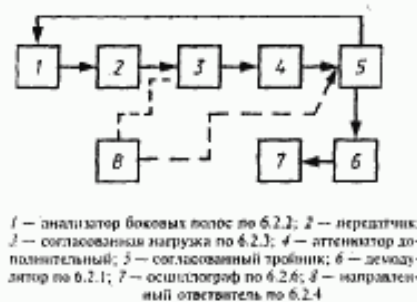 1
2
3
4
5
8
7
6
1 — анализатор боковых полос по 6.2.2; 2 — передатчик;
3 — согласованная нагрузка по 6.2.3; 4 — аттенюатор до-
полнительный; 5 — согласованный тройник; 6 — демоду-
лятор по 6.2.1; 7 — осциллограф по 6.2.6; 8 — направлен-
ный ответвитель по 6.2.4